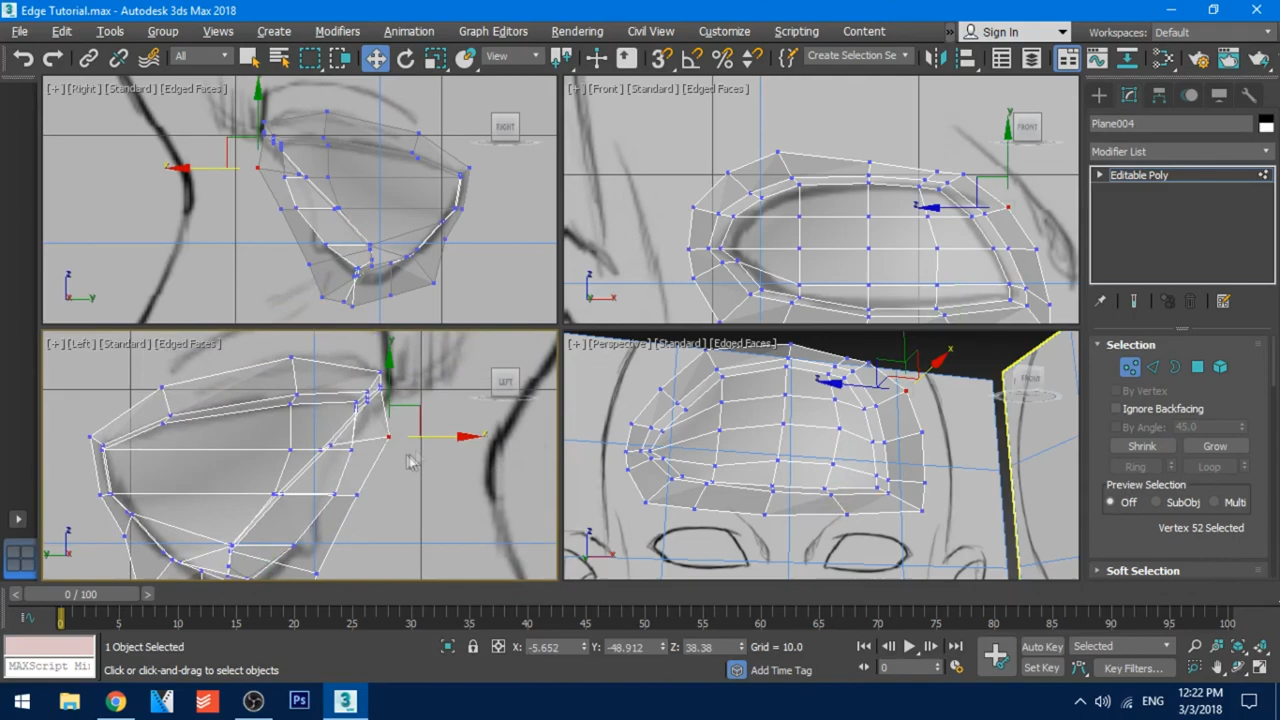 Edge Tutorial.max - Autodesk 3ds Max 2018
File Edit Tools Group Views Create Modifiers Animation Graph Editors Rendering Civil View Customize Scripting Content » Sign In Workspaces: Default
All View Create Selection Se
[+] [Right] [Standard] [Edged Faces] RIGHT
[+] [Front] [Standard] [Edged Faces] FRONT
Plane004
Modifier List
Editable Poly
[+] [Left] [Standard] [Edged Faces] LEFT
[+] [Perspective] [Standard] [Edged Faces]
Selection
By Vertex
Ignore Backfacing
By Angle: 45.0
Shrink Grow
Ring Loop
Preview Selection
Off SubObj Multi
Vertex 52 Selected
Soft Selection
< 0 / 100 >
0 5 10 15 20 25 30 35 40 45 50 55 60 65 70 75 80 85 90 95 100
1 Object Selected X: -5.652 Y: -48.912 Z: 38.38 Grid = 10.0 Auto Key Selected
MAXScript Mi Click or click-and-drag to select objects Add Time Tag 0 Set Key Key Filters...
Ps 3 ENG 12:22 PM
3/3/2018